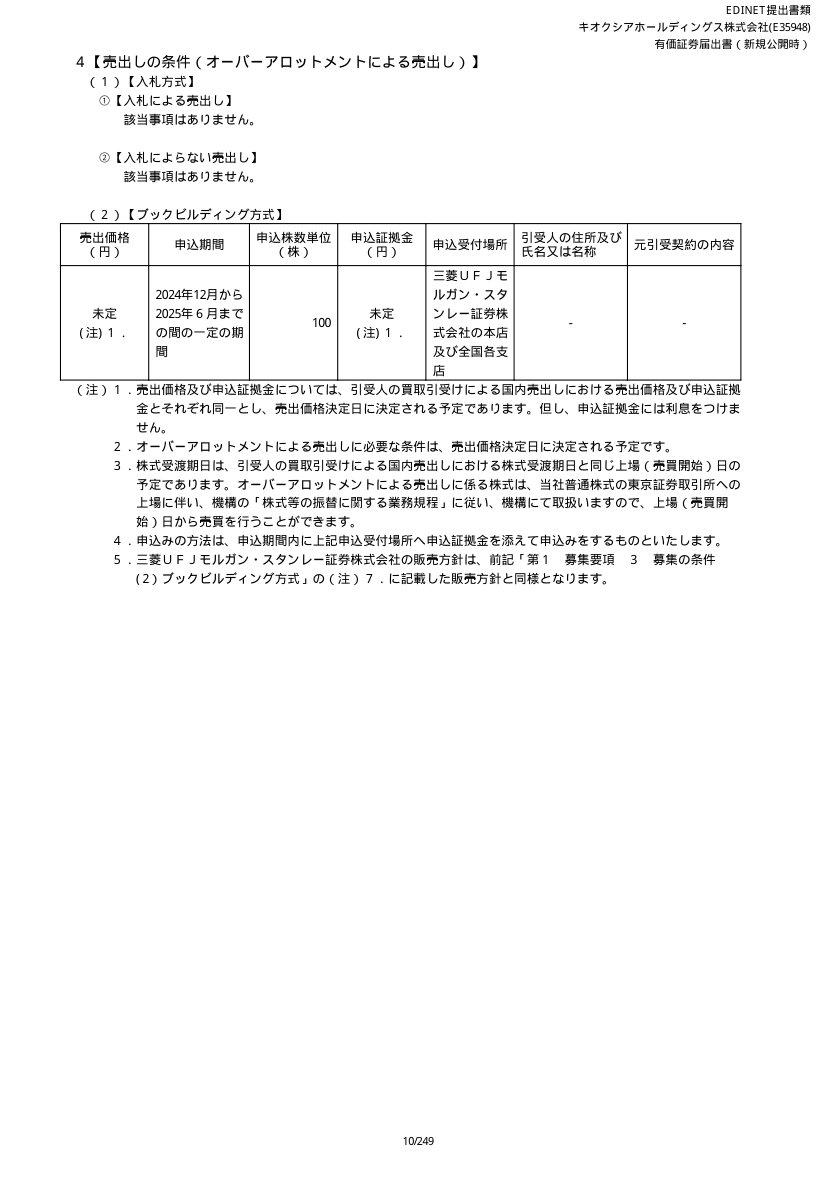 EDINET提出書類
キオクシアホールディングス株式会社(E35948)
有価証券届出書（新規公開時）
４【売出しの条件（オーバーアロットメントによる売出し）】
（１）【入札方式】
①【入札による売出し】
該当事項はありません。
②【入札によらない売出し】
該当事項はありません。
（２）【ブックビルディング方式】
売出価格
（円）
申込期間
申込株数単位
（株）
申込証拠金
（円）
申込受付場所
引受人の住所及び
氏名又は名称
元引受契約の内容
未定
(注)１．
2024年12月から
2025年６月まで
の間の一定の期
間
100
未定
(注)１．
三菱ＵＦＪモ
ルガン・スタ
ンレー証券株
式会社の本店
及び全国各支
店
-
-
（注）１．売出価格及び申込証拠金については、引受人の買取引受けによる国内売出しにおける売出価格及び申込証拠
金とそれぞれ同一とし、売出価格決定日に決定される予定であります。但し、申込証拠金には利息をつけま
せん。
２．オーバーアロットメントによる売出しに必要な条件は、売出価格決定日に決定される予定です。
３．株式受渡期日は、引受人の買取引受けによる国内売出しにおける株式受渡期日と同じ上場（売買開始）日の
予定であります。オーバーアロットメントによる売出しに係る株式は、当社普通株式の東京証券取引所への
上場に伴い、機構の「株式等の振替に関する業務規程」に従い、機構にて取扱いますので、上場（売買開
始）日から売買を行うことができます。
４．申込みの方法は、申込期間内に上記申込受付場所へ申込証拠金を添えて申込みをするものといたします。
５．三菱ＵＦＪモルガン・スタンレー証券株式会社の販売方針は、前記「第１　募集要項　３　募集の条件
(2）ブックビルディング方式」の（注）７．に記載した販売方針と同様となります。
10/249